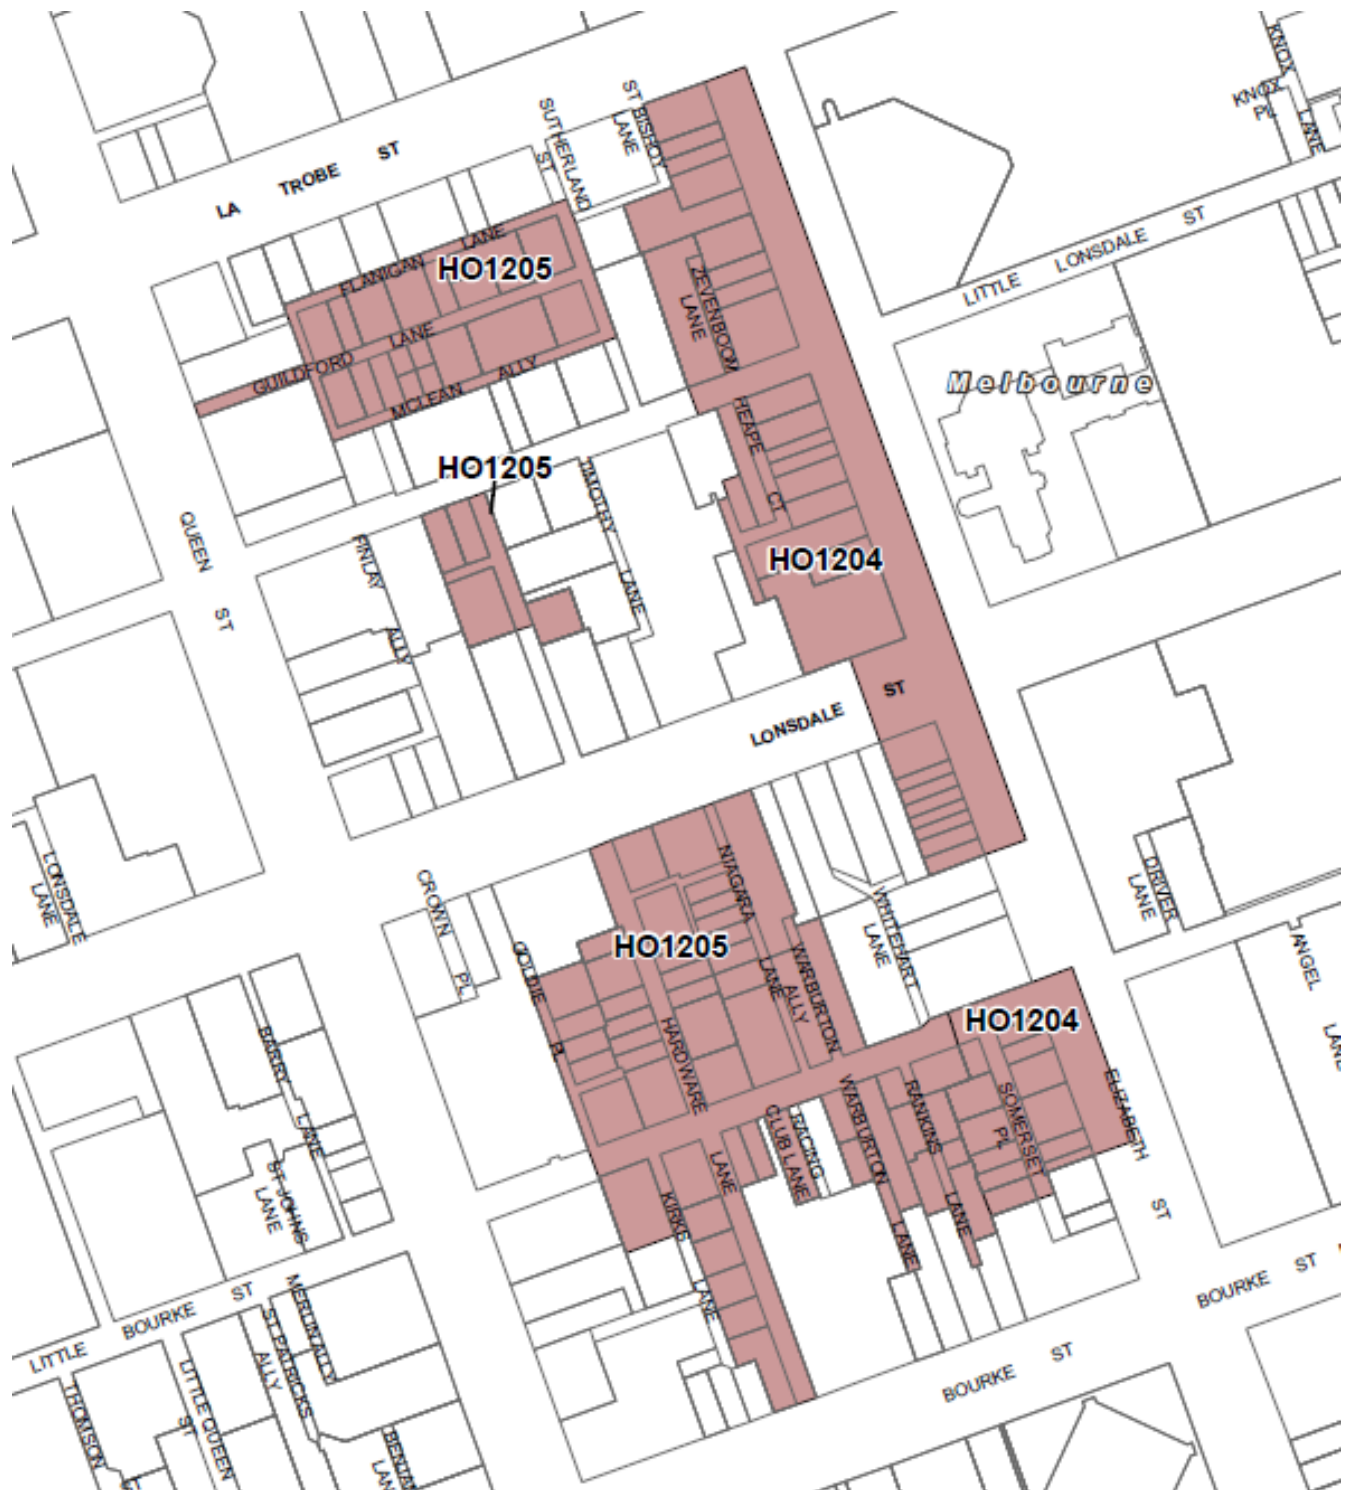 KNOX
LANE
KNOX
PL
ST BISHOY
LANE
SUTHERLAND
ST
LA TROBE ST
LITTLE LONSDALE ST
FLANIGAN LANE
HO1205
ZEVENBOOM
LANE
GUILDFORD LANE
MCLEAN ALLY
Melbourne
HEAPE CT
HO1205
TIMOTHY LANE
QUEEN ST
FINLAY ALLY
HO1204
LONSDALE ST
LONSDALE
LANE
CROWN PL
GOLDIE PL
NIAGARA LANE
WHITEHART
LANE
DRIVER
LANE
HO1205
WARBURTON
ALLY
ANGEL LANE
HARDWARE LANE
HO1204
BARRY LANE
ELIZABETH ST
SOMERSET
PL
RANKINS LANE
WARBURTON LANE
RACING
CLUB LANE
KIRKS LANE
ST JOHNS
LANE
MERLIN ALLY
ST PATRICKS
ALLY
LITTLE BOURKE ST
LITTLE QUEEN
ST
THOMSON
BOURKE ST
BOURKE ST